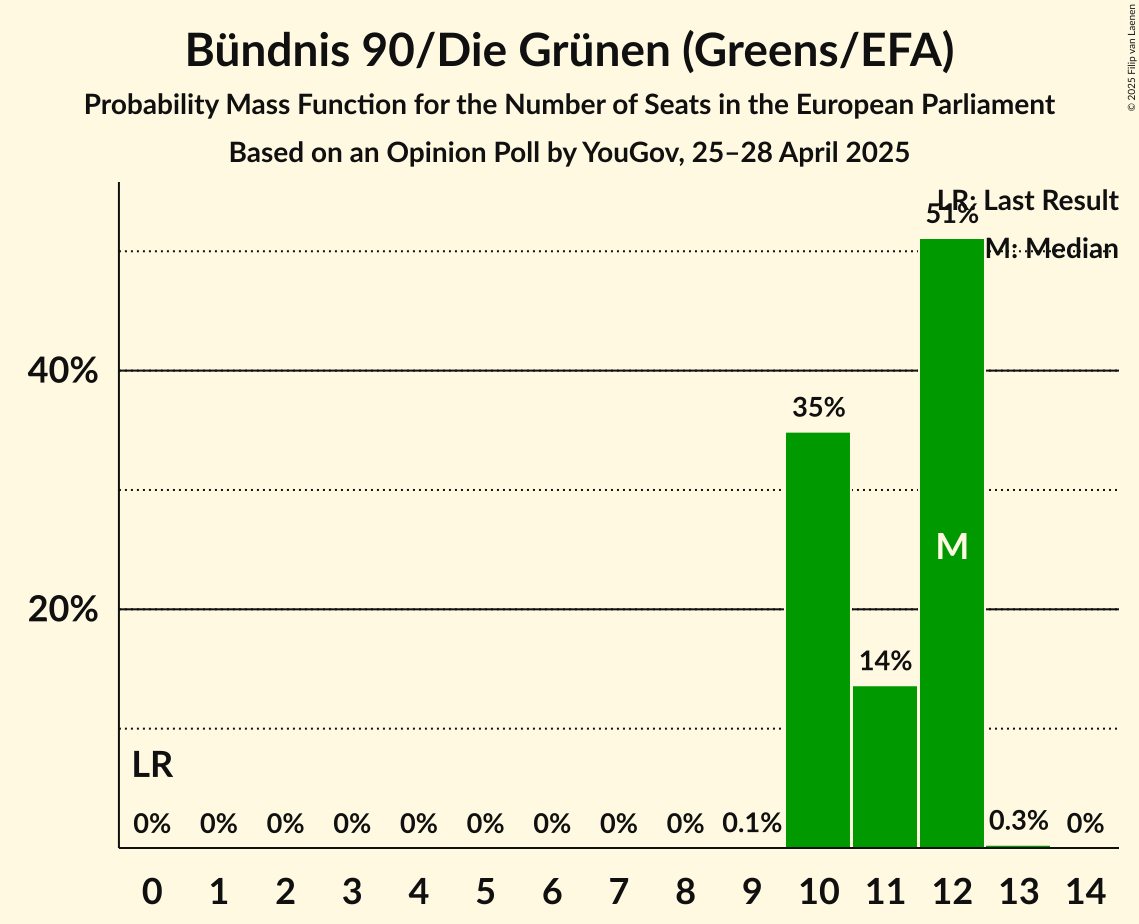 Bündnis 90/Die Grünen (Greens/EFA)
Probability Mass Function for the Number of Seats in the European Parliament
Based on an Opinion Poll by YouGov, 25–28 April 2025
© 2025 Filip van Laenen
LR: Last Result
M: Median
51%
40%
35%
M
20%
14%
LR
0% 0% 0% 0% 0% 0% 0% 0% 0% 0.1% 0.3% 0%
0 1 2 3 4 5 6 7 8 9 10 11 12 13 14